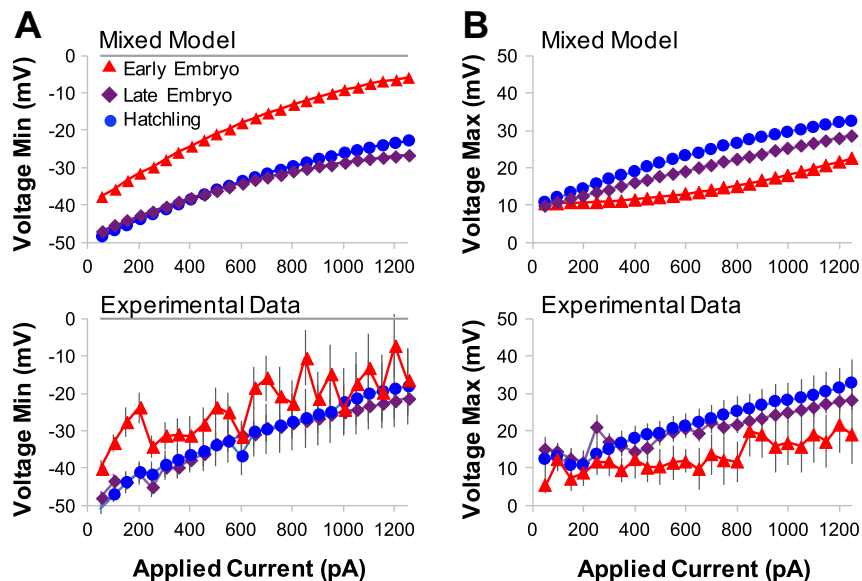 A
Mixed Model
0
-10
-20
-30
-40
-50
Voltage Min (mV)
Early Embryo
Late Embryo
Hatchling
0 200 400 600 800 1000 1200
B
Mixed Model
50
40
30
20
10
0
Voltage Max (mV)
0 200 400 600 800 1000 1200
Experimental Data
0
-10
-20
-30
-40
-50
Voltage Min (mV)
0 200 400 600 800 1000 1200
Applied Current (pA)
Experimental Data
50
40
30
20
10
0
Voltage Max (mV)
0 200 400 600 800 1000 1200
Applied Current (pA)